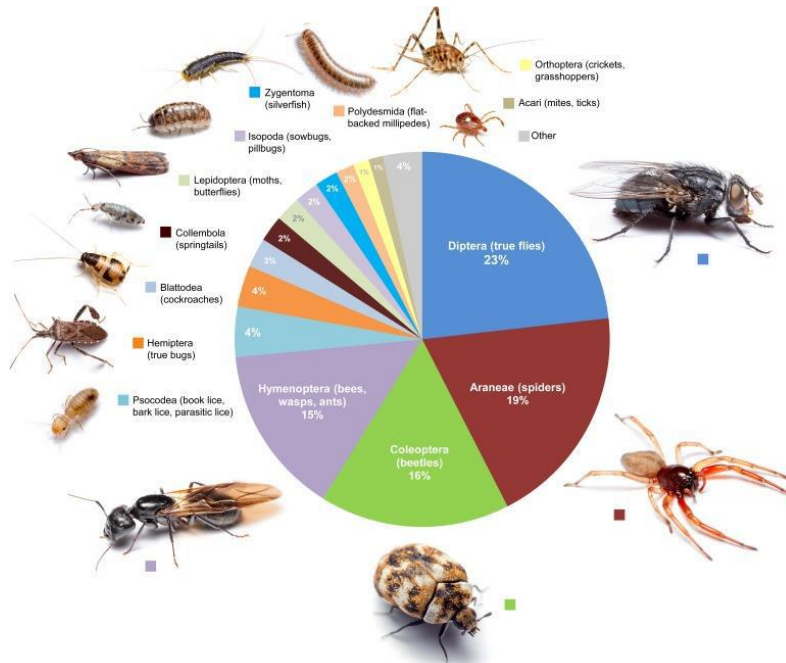 Orthoptera (crickets,
grasshoppers)
Zygentoma
(silverfish)
Polydesmida (flat-
backed millipedes)
Acari (mites, ticks)
Isopoda (sowbugs,
pillbugs)
Other
Lepidoptera (moths,
butterflies)
Collembola
(springtails)
Blattodea
(cockroaches)
Hemiptera
(true bugs)
Psocodea (book lice,
bark lice, parasitic lice)
4%
1%
1%
2%
2%
2%
2%
2%
3%
4%
4%
Diptera (true flies)
23%
Araneae (spiders)
19%
Hymenoptera (bees,
wasps, ants)
15%
Coleoptera
(beetles)
16%